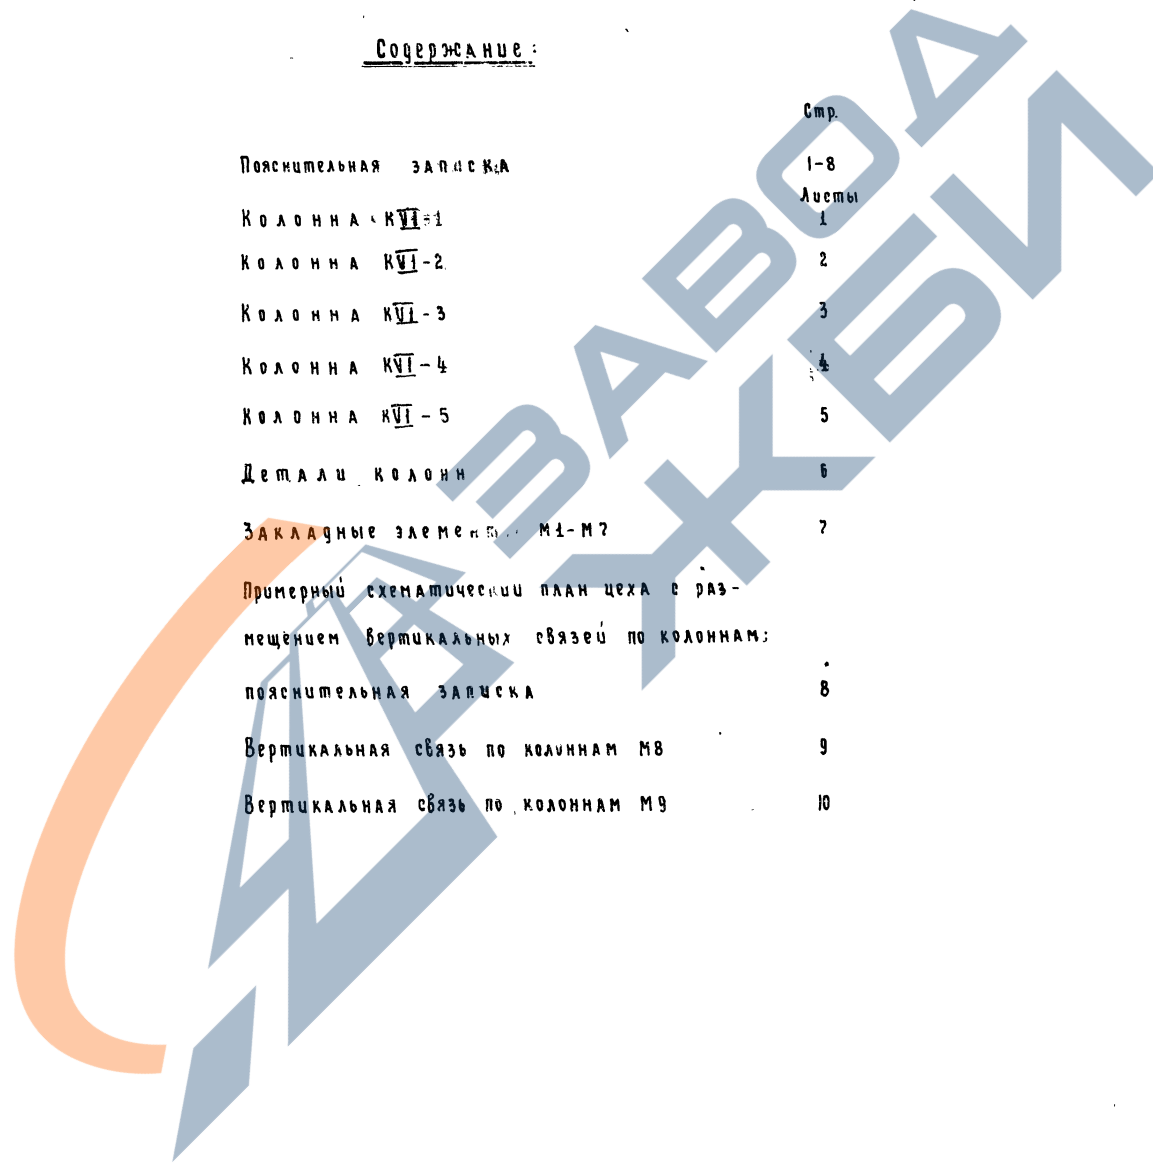 Содержание:
Стр.
Пояснительная записка 1-8
Листы
Колонна КVI-1 1
Колонна КVI-2 2
Колонна КVI-3 3
Колонна КVI-4 4
Колонна КVI-5 5
Детали колонн 6
Закладные М1-М7 7
Примерный схематический план цеха с раз-
мещением вертикальных связей по колоннам;
пояснительная записка 8
Вертикальная связь по колоннам М8 9
Вертикальная связь по колоннам М9 10
ЗАВОД
ЖБИ